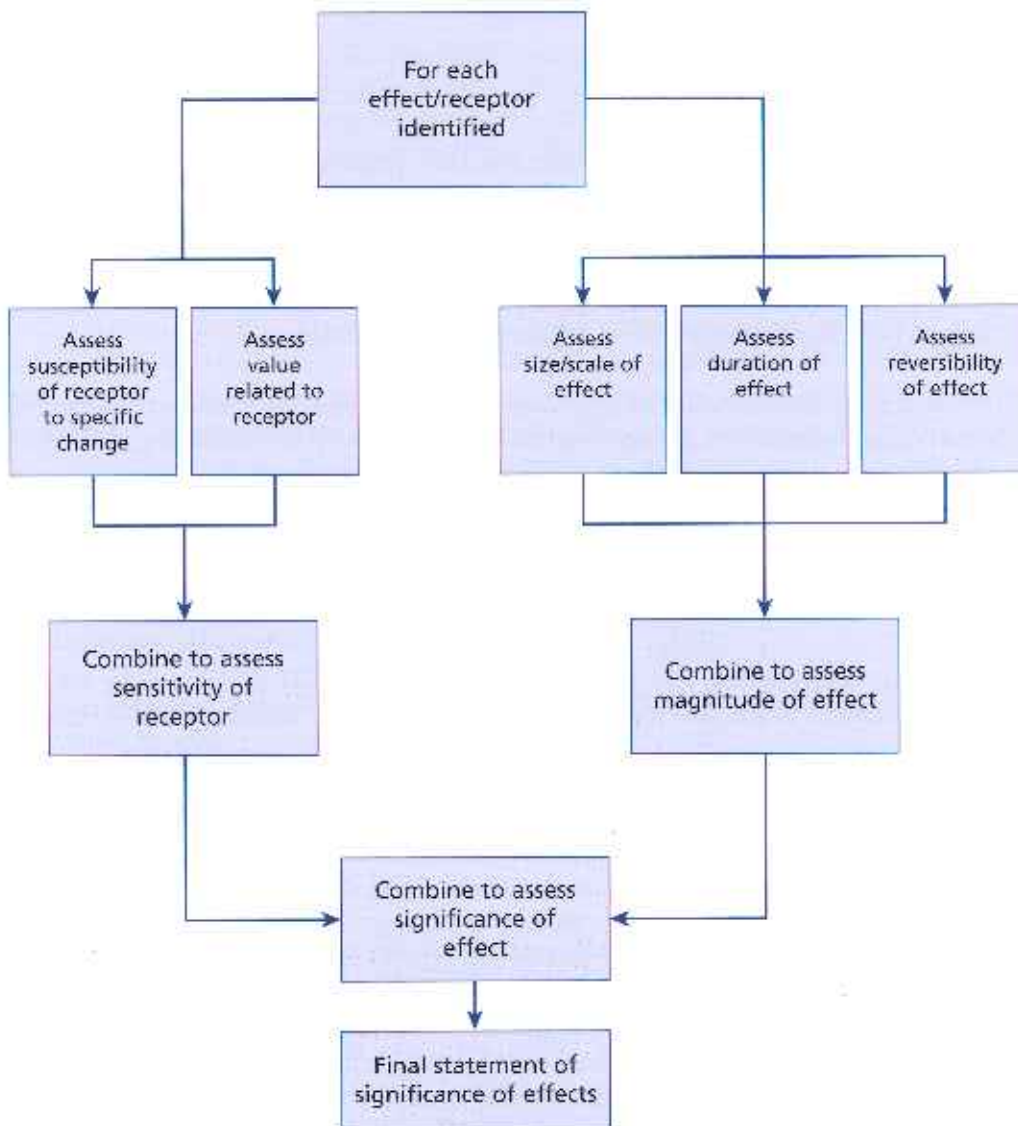 For each
effect/receptor
identified
Assess
susceptibility
of receptor
to specific
change
Assess
value
related to
receptor
Assess
size/scale of
effect
Assess
duration of
effect
Assess
reversibility
of effect
Combine to assess
sensitivity of
receptor
Combine to assess
magnitude of effect
Combine to assess
significance of
effect
Final statement of
significance of effects